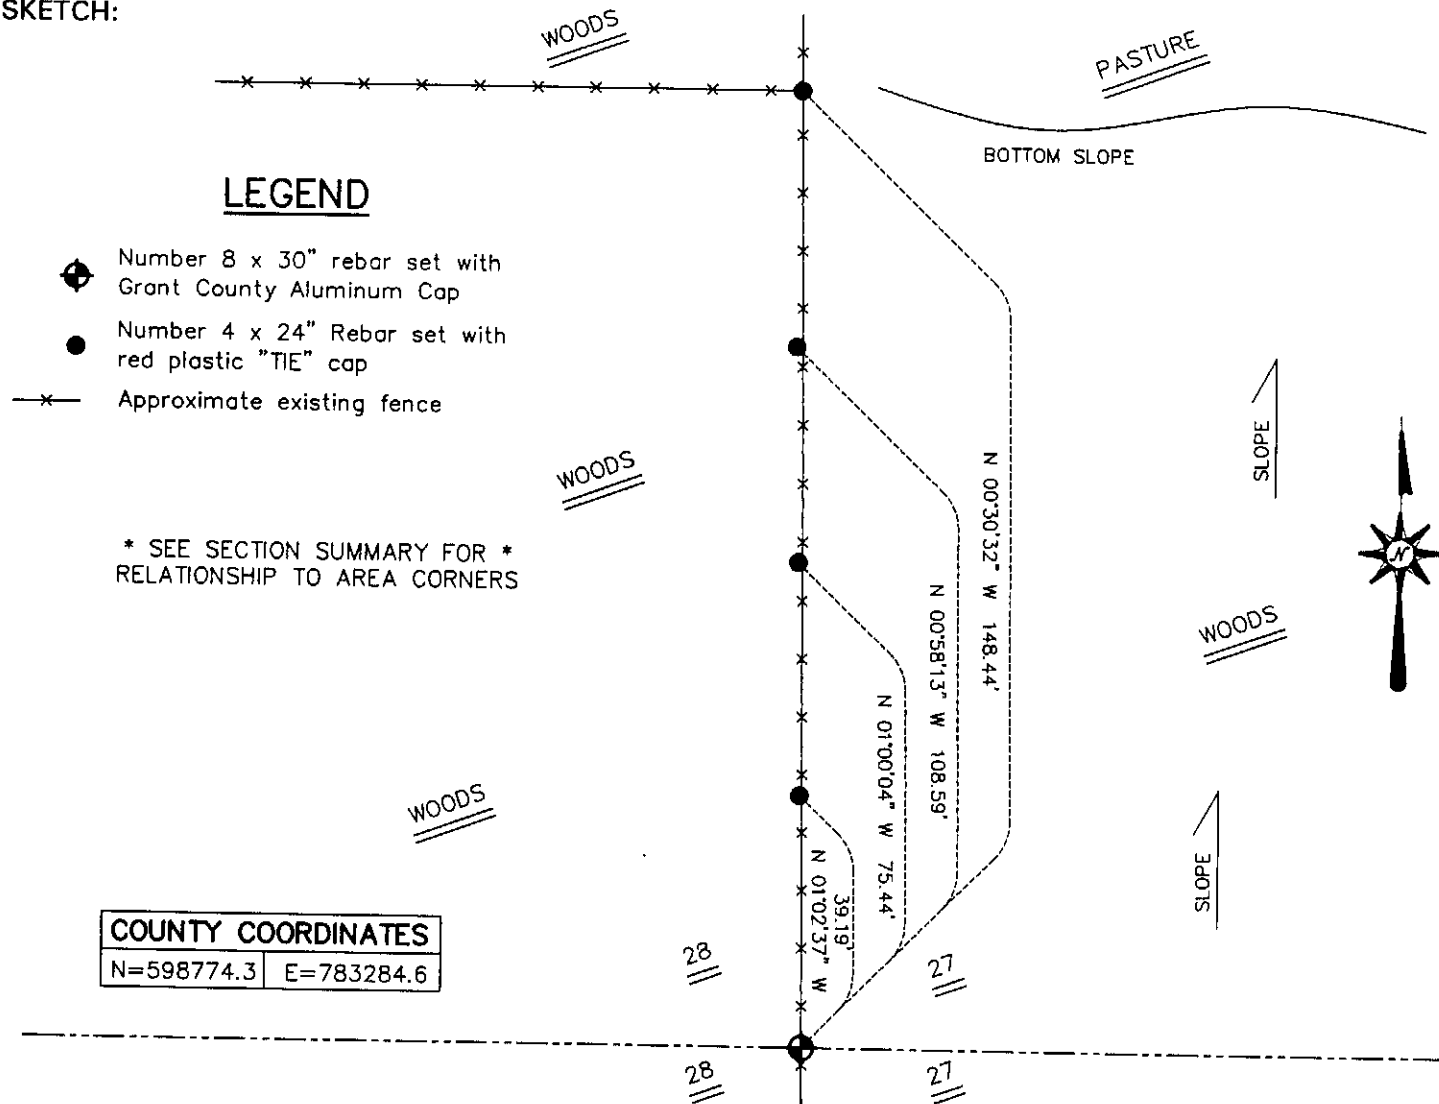 SKETCH:
WOODS
PASTURE
BOTTOM SLOPE
LEGEND
Number 8 x 30" rebar set with
Grant County Aluminum Cap
Number 4 x 24" Rebar set with
red plastic "TIE" cap
Approximate existing fence
WOODS
* SEE SECTION SUMMARY FOR *
RELATIONSHIP TO AREA CORNERS
N 00°30'32" W 148.44'
N 00°58'13" W 108.59'
N 01°00'04" W 75.44'
39.19'
N 01°02'37" W
SLOPE
N
WOODS
WOODS
SLOPE
COUNTY COORDINATES
N=598774.3 E=783284.6
28
27
28
27